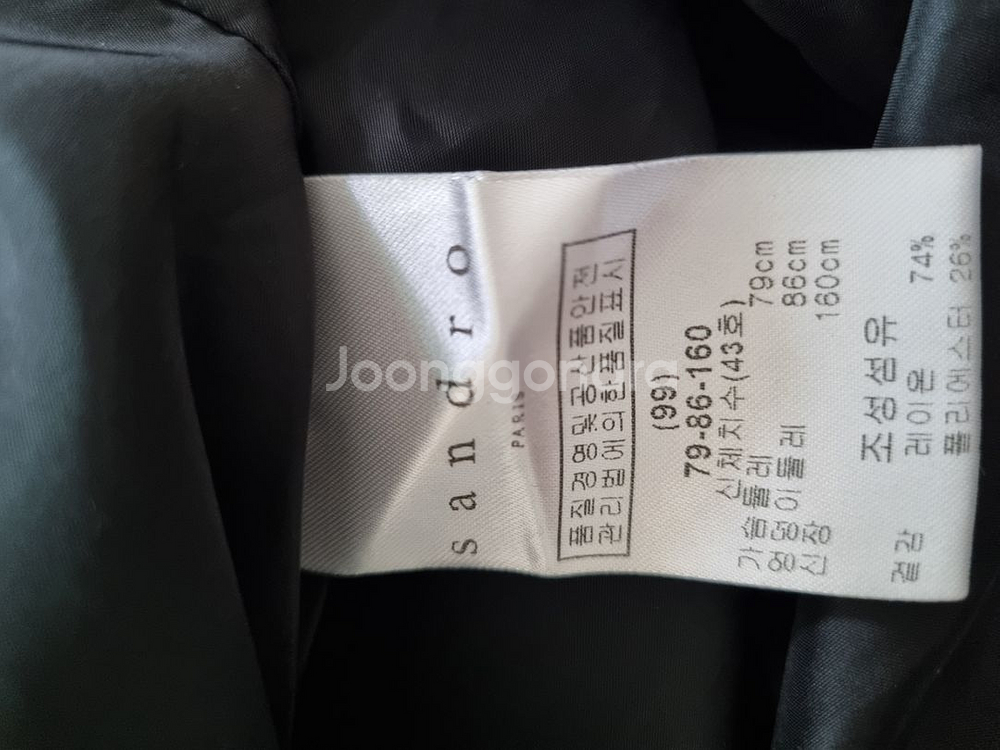 sandro
PARIS
품질경영및공산품안전
관리법에의한품질표시
(99)
79-86-160
신체치수(43호)
가슴둘레 79cm
엉덩이둘레 86cm
신장 160cm
조성섬유
겉감 레이온 74%
폴리에스터 26%
Joonggonara